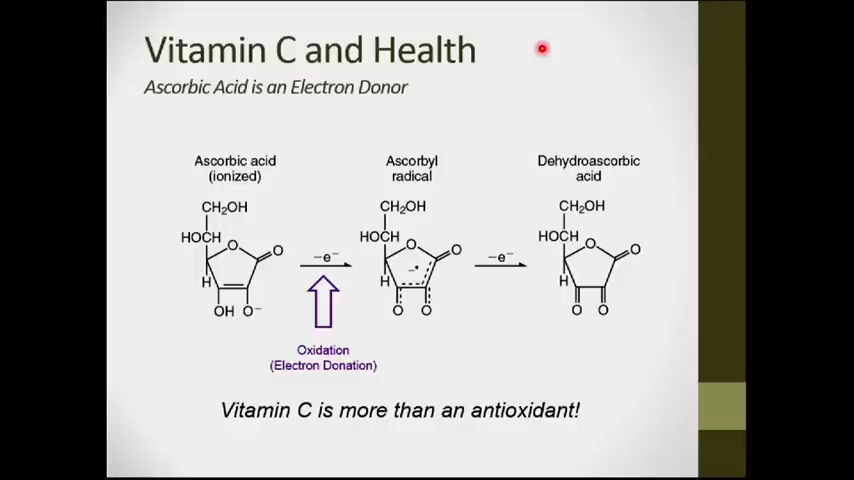 Vitamin C and Health
Ascorbic Acid is an Electron Donor
Ascorbic acid
(ionized)
Ascorbyl
radical
Dehydroascorbic
acid
CH₂OH
CH₂OH
CH₂OH
HOCH
O
O
HOCH
O
O
HOCH
O
O
−e⁻
−e⁻
−•
H
H
H
OH O⁻
O O
O O
Oxidation
(Electron Donation)
Vitamin C is more than an antioxidant!